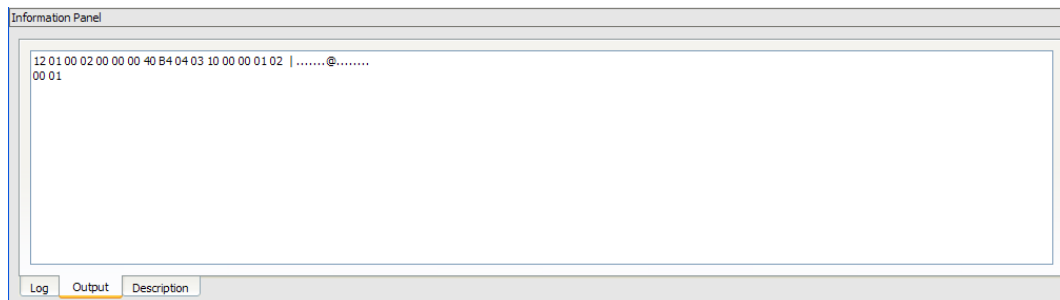 Information Panel
12 01 00 02 00 00 00 40 B4 04 03 10 00 00 01 02 | .......@........
00 01
Log Output Description